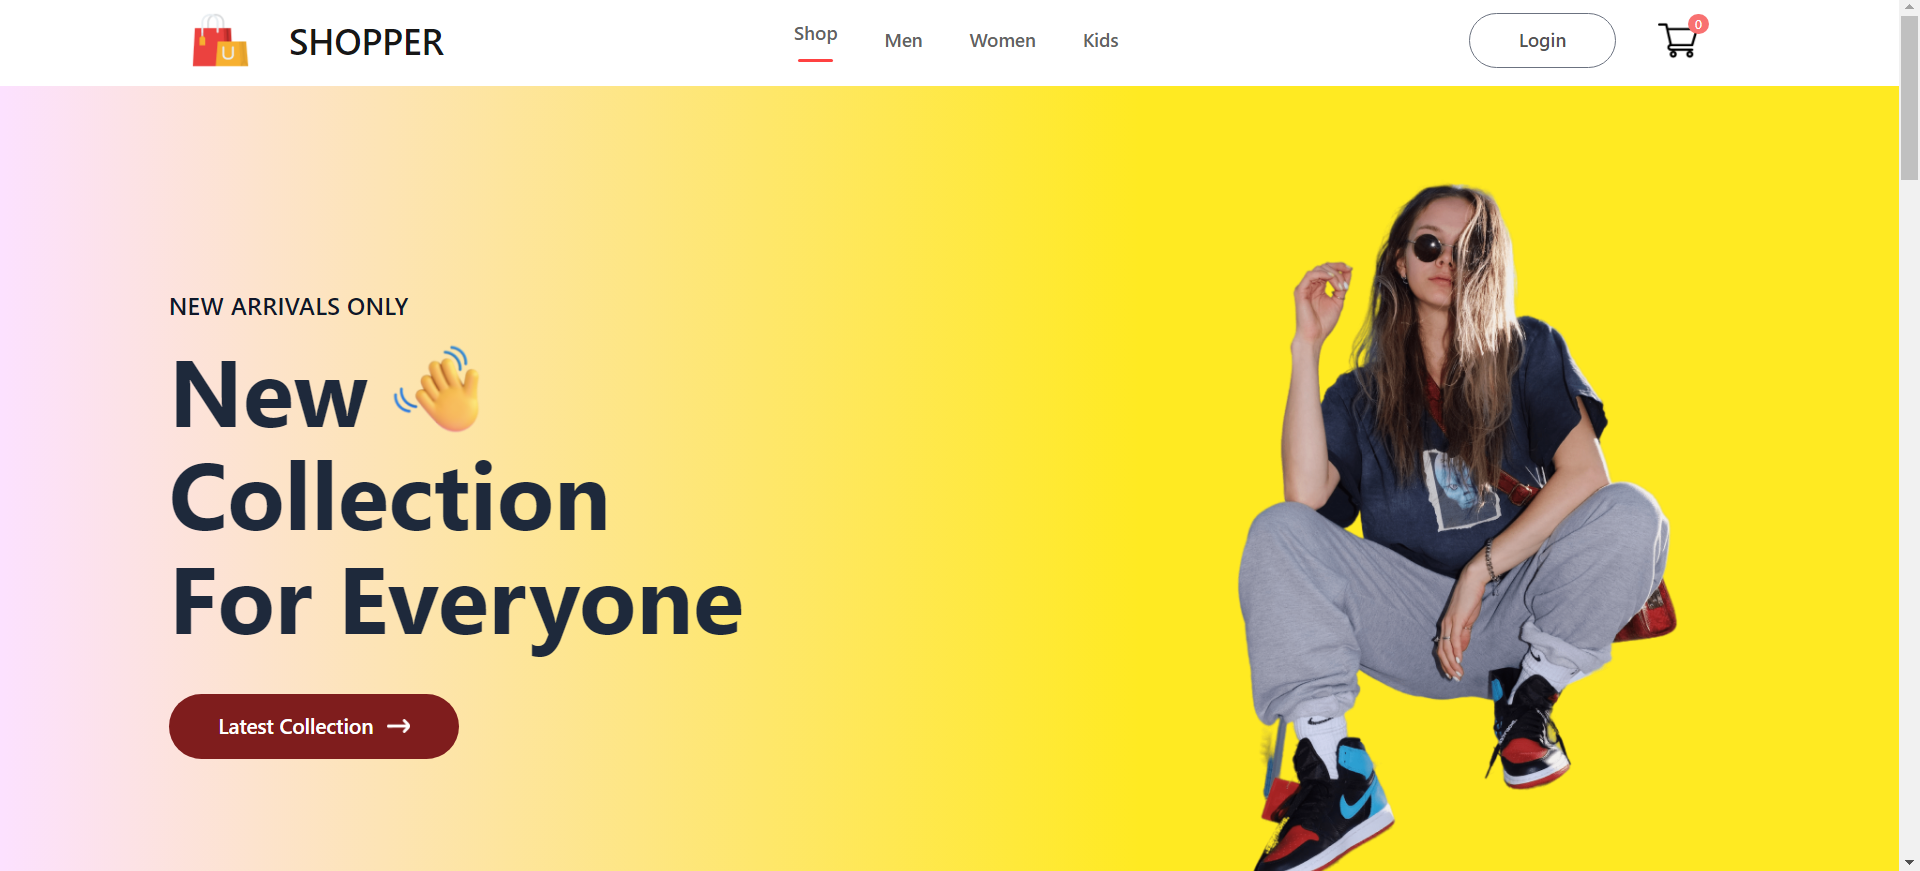 U
SHOPPER
Shop
Men
Women
Kids
Login
0
NEW ARRIVALS ONLY
New 👋
Collection
For Everyone
Latest Collection →